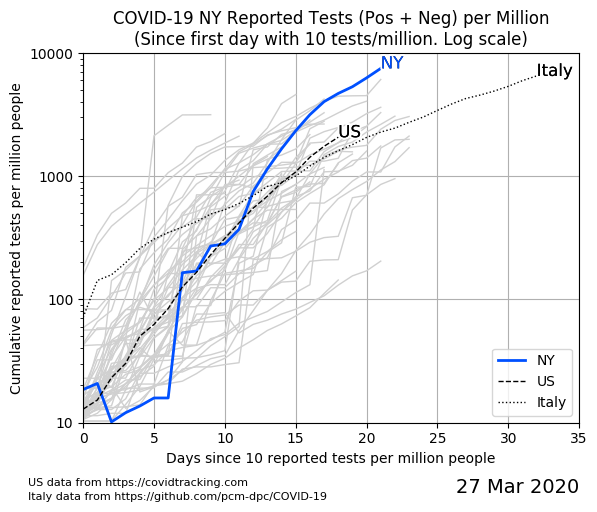 COVID-19 NY Reported Tests (Pos + Neg) per Million
(Since first day with 10 tests/million. Log scale)
10000
1000
100
10
Cumulative reported tests per million people
NY
Italy
US
NY
US
Italy
0
5
10
15
20
25
30
35
Days since 10 reported tests per million people
US data from https://covidtracking.com
Italy data from https://github.com/pcm-dpc/COVID-19
27 Mar 2020